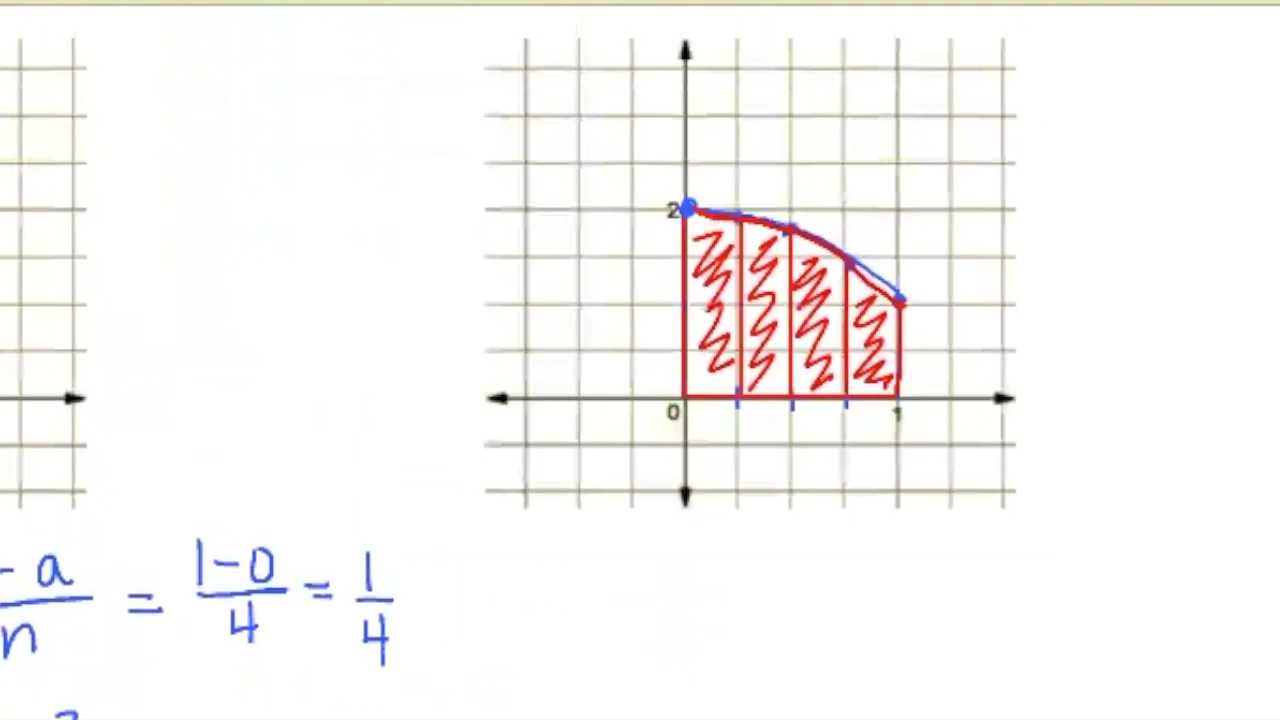 2
0 1
- a / n = 1-0 / 4 = 1 / 4